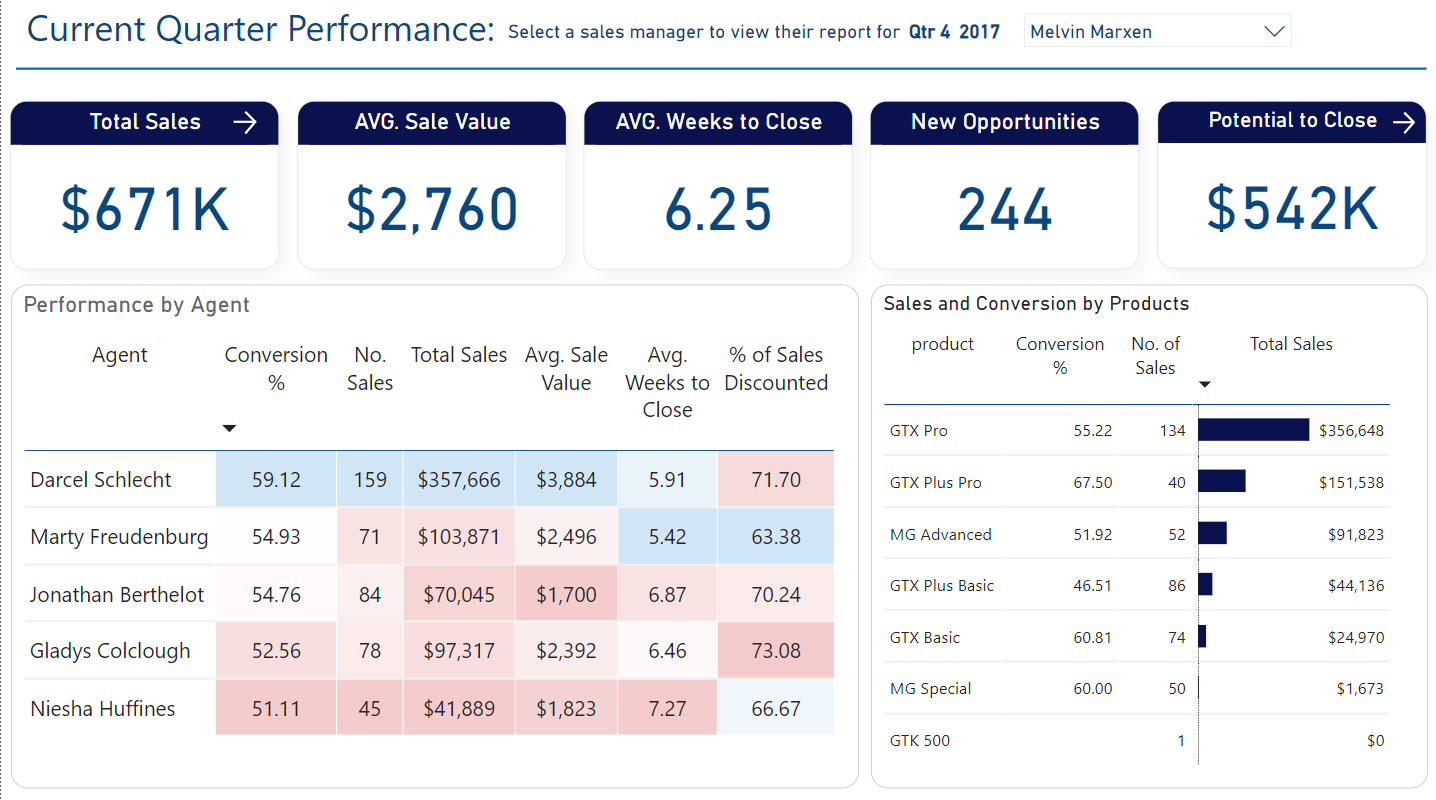 Current Quarter Performance: Select a sales manager to view their report for Qtr 4 2017 Melvin Marxen
Total Sales AVG. Sale Value AVG. Weeks to Close New Opportunities Potential to Close
$671K $2,760 6.25 244 $542K
Performance by Agent
Agent Conversion % No. Sales Total Sales Avg. Sale Value Avg. Weeks to Close % of Sales Discounted
Darcel Schlecht 59.12 159 $357,666 $3,884 5.91 71.70
Marty Freudenburg 54.93 71 $103,871 $2,496 5.42 63.38
Jonathan Berthelot 54.76 84 $70,045 $1,700 6.87 70.24
Gladys Colclough 52.56 78 $97,317 $2,392 6.46 73.08
Niesha Huffines 51.11 45 $41,889 $1,823 7.27 66.67
Sales and Conversion by Products
product Conversion % No. of Sales Total Sales
GTX Pro 55.22 134 $356,648
GTX Plus Pro 67.50 40 $151,538
MG Advanced 51.92 52 $91,823
GTX Plus Basic 46.51 86 $44,136
GTX Basic 60.81 74 $24,970
MG Special 60.00 50 $1,673
GTK 500 1 $0